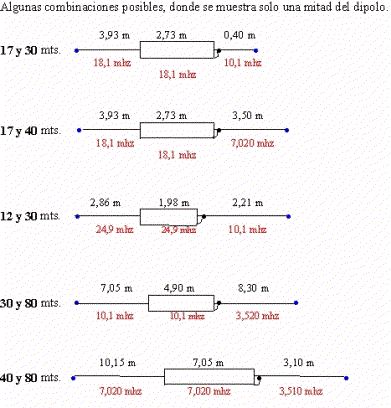 Algunas combinaciones posibles, donde se muestra solo una mitad del dipolo.
3,93 m 2,73 m 0,40 m
17 y 30 mts.
18,1 mhz 10,1 mhz
18,1 mhz
3,93 m 2,73 m 3,50 m
17 y 40 mts.
18,1 mhz 7,020 mhz
18,1 mhz
2,86 m 1,98 m 2,21 m
12 y 30 mts.
24,9 mhz 24,9 mhz 10,1 mhz
7,05 m 4,90 m 8,30 m
30 y 80 mts.
10,1 mhz 10,1 mhz 3,520 mhz
10,15 m 7,05 m 3,10 m
40 y 80 mts.
7,020 mhz 7,020 mhz 3,510 mhz